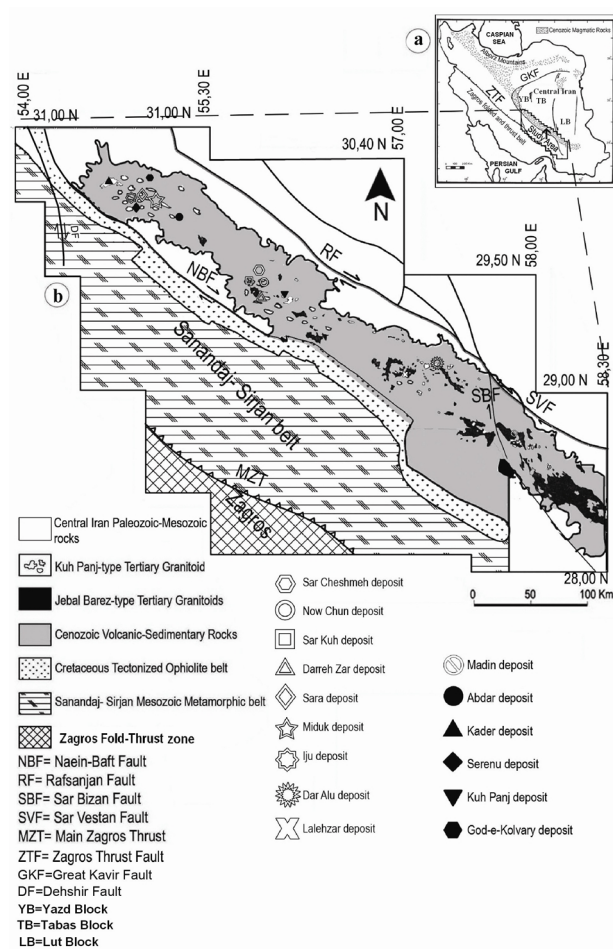 a
Cenozoic Magmatic Rocks
CASPIAN SEA
Alborz Mountains
GKF
ZTF
Central Iran
YB
TB
LB
Zagros folded and thrust belt
Study area
PERSIAN GULF
54,00 E
31,00 N
31,00 N
55,30 E
30,40 N
57,00 E
N
29,50 N
58,00 E
29,00 N
58,30 E
28,00 N
b
DF
RF
NBF
SBF
SVF
Sanandaj- Sirjan belt
MZT
Zagros
0 50 100 Km
Central Iran Paleozoic-Mesozoic rocks
Kuh Panj-type Tertiary Granitoid
Jebal Barez-type Tertiary Granitoids
Cenozoic Volcanic-Sedimentary Rocks
Cretaceous Tectonized Ophiolite belt
Sanandaj- Sirjan Mesozoic Metamorphic belt
Zagros Fold-Thrust zone
NBF= Naein-Baft Fault
RF= Rafsanjan Fault
SBF= Sar Bizan Fault
SVF= Sar Vestan Fault
MZT= Main Zagros Thrust
ZTF= Zagros Thrust Fault
GKF=Great Kavir Fault
DF=Dehshir Fault
YB=Yazd Block
TB=Tabas Block
LB=Lut Block
Sar Cheshmeh deposit
Now Chun deposit
Sar Kuh deposit
Darreh Zar deposit
Sara deposit
Miduk deposit
Iju deposit
Dar Alu deposit
Lalehzar deposit
Madin deposit
Abdar deposit
Kader deposit
Serenu deposit
Kuh Panj deposit
God-e-Kolvary deposit